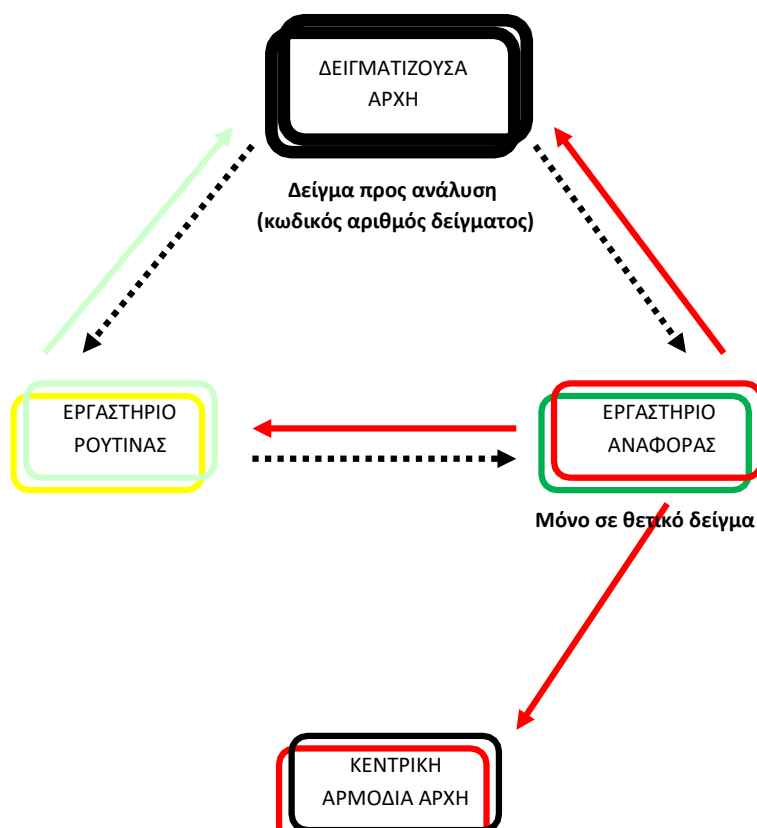 ΔΕΙΓΜΑΤΙΖΟΥΣΑ
ΑΡΧΗ
Δείγμα προς ανάλυση
(κωδικός αριθμός δείγματος)
ΕΡΓΑΣΤΗΡΙΟ
ΡΟΥΤΙΝΑΣ
ΕΡΓΑΣΤΗΡΙΟ
ΑΝΑΦΟΡΑΣ
Μόνο σε θετικό δείγμα
ΚΕΝΤΡΙΚΗ
ΑΡΜΟΔΙΑ ΑΡΧΗ